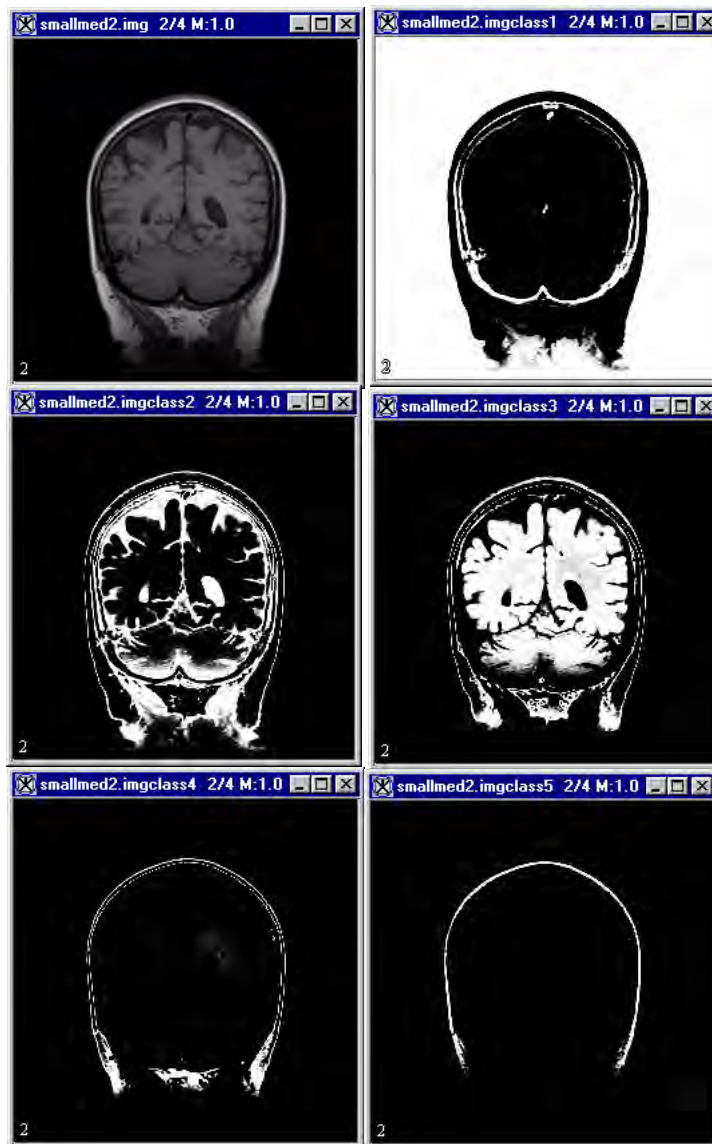 smallmed2.img 2/4 M:1.0
smallmed2.imgclass1 2/4 M:1.0
2
2
smallmed2.imgclass2 2/4 M:1.0
smallmed2.imgclass3 2/4 M:1.0
2
2
smallmed2.imgclass4 2/4 M:1.0
smallmed2.imgclass5 2/4 M:1.0
2
2